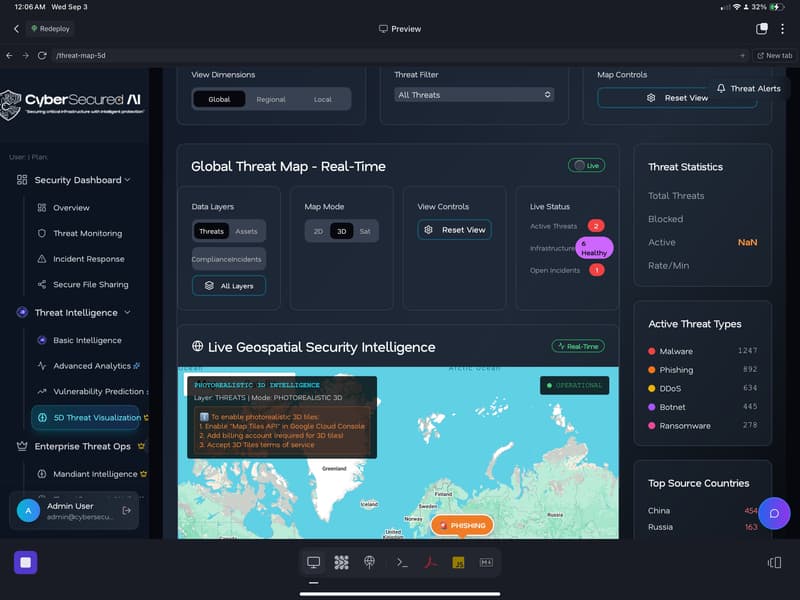 12:06 AM Wed Sep 3
32%
Redeploy
Preview
/threat-map-5d
New tab
CyberSecured AI
"Securing critical infrastructure with intelligent protection"
User: | Plan:
Security Dashboard
Overview
Threat Monitoring
Incident Response
Secure File Sharing
Threat Intelligence
Basic Intelligence
Advanced Analytics
Vulnerability Prediction
5D Threat Visualization
Enterprise Threat Ops
Mandiant Intelligence
A
Admin User
admin@cybersecu...
View Dimensions
Global Regional Local
Threat Filter
All Threats
Map Controls
Reset View
Threat Alerts
Global Threat Map - Real-Time
Live
Data Layers
Threats Assets
ComplianceIncidents
All Layers
Map Mode
2D 3D Sat
View Controls
Reset View
Live Status
Active Threats 2
Infrastructure 6 Healthy
Open Incidents 1
Threat Statistics
Total Threats
Blocked
Active NaN
Rate/Min
Live Geospatial Security Intelligence
Real-Time
Ocean
Arctic Ocean
PHOTOREALISTIC 3D INTELLIGENCE
Layer: THREATS | Mode: PHOTOREALISTIC 3D
To enable photorealistic 3D tiles:
1. Enable "Map Tiles API" in Google Cloud Console
2. Add billing account (required for 3D tiles)
3. Accept 3D Tiles terms of service
OPERATIONAL
Greenland
Iceland
Finland
Sweden
Norway
Russia
United
Kingdom
Canada
PHISHING
Active Threat Types
Malware 1247
Phishing 892
DDoS 634
Botnet 445
Ransomware 278
Top Source Countries
China 454
Russia 163
JS